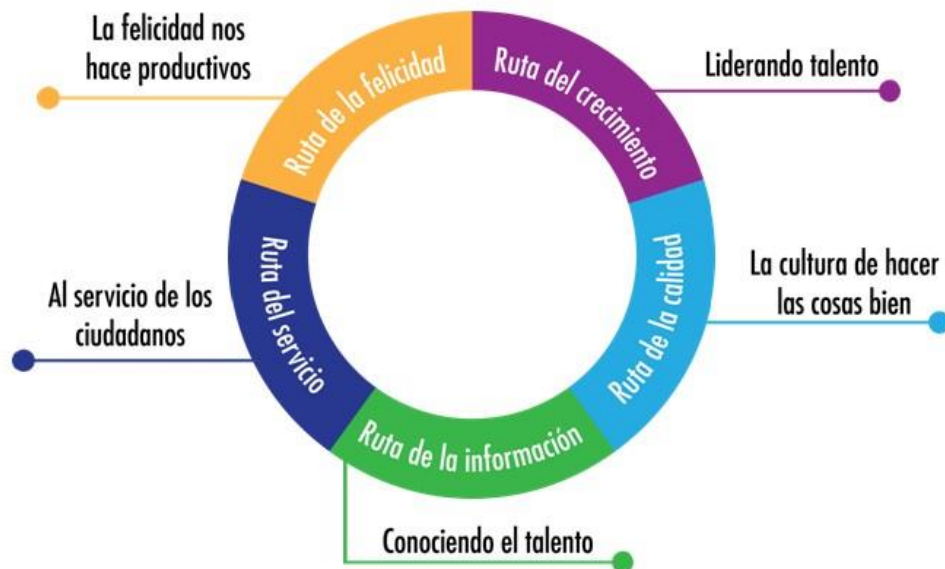 La felicidad nos
hace productivos
Ruta de la felicidad
Ruta del crecimiento
Liderando talento
Ruta de la calidad
La cultura de hacer
las cosas bien
Ruta del servicio
Al servicio de los
ciudadanos
Ruta de la información
Conociendo el talento